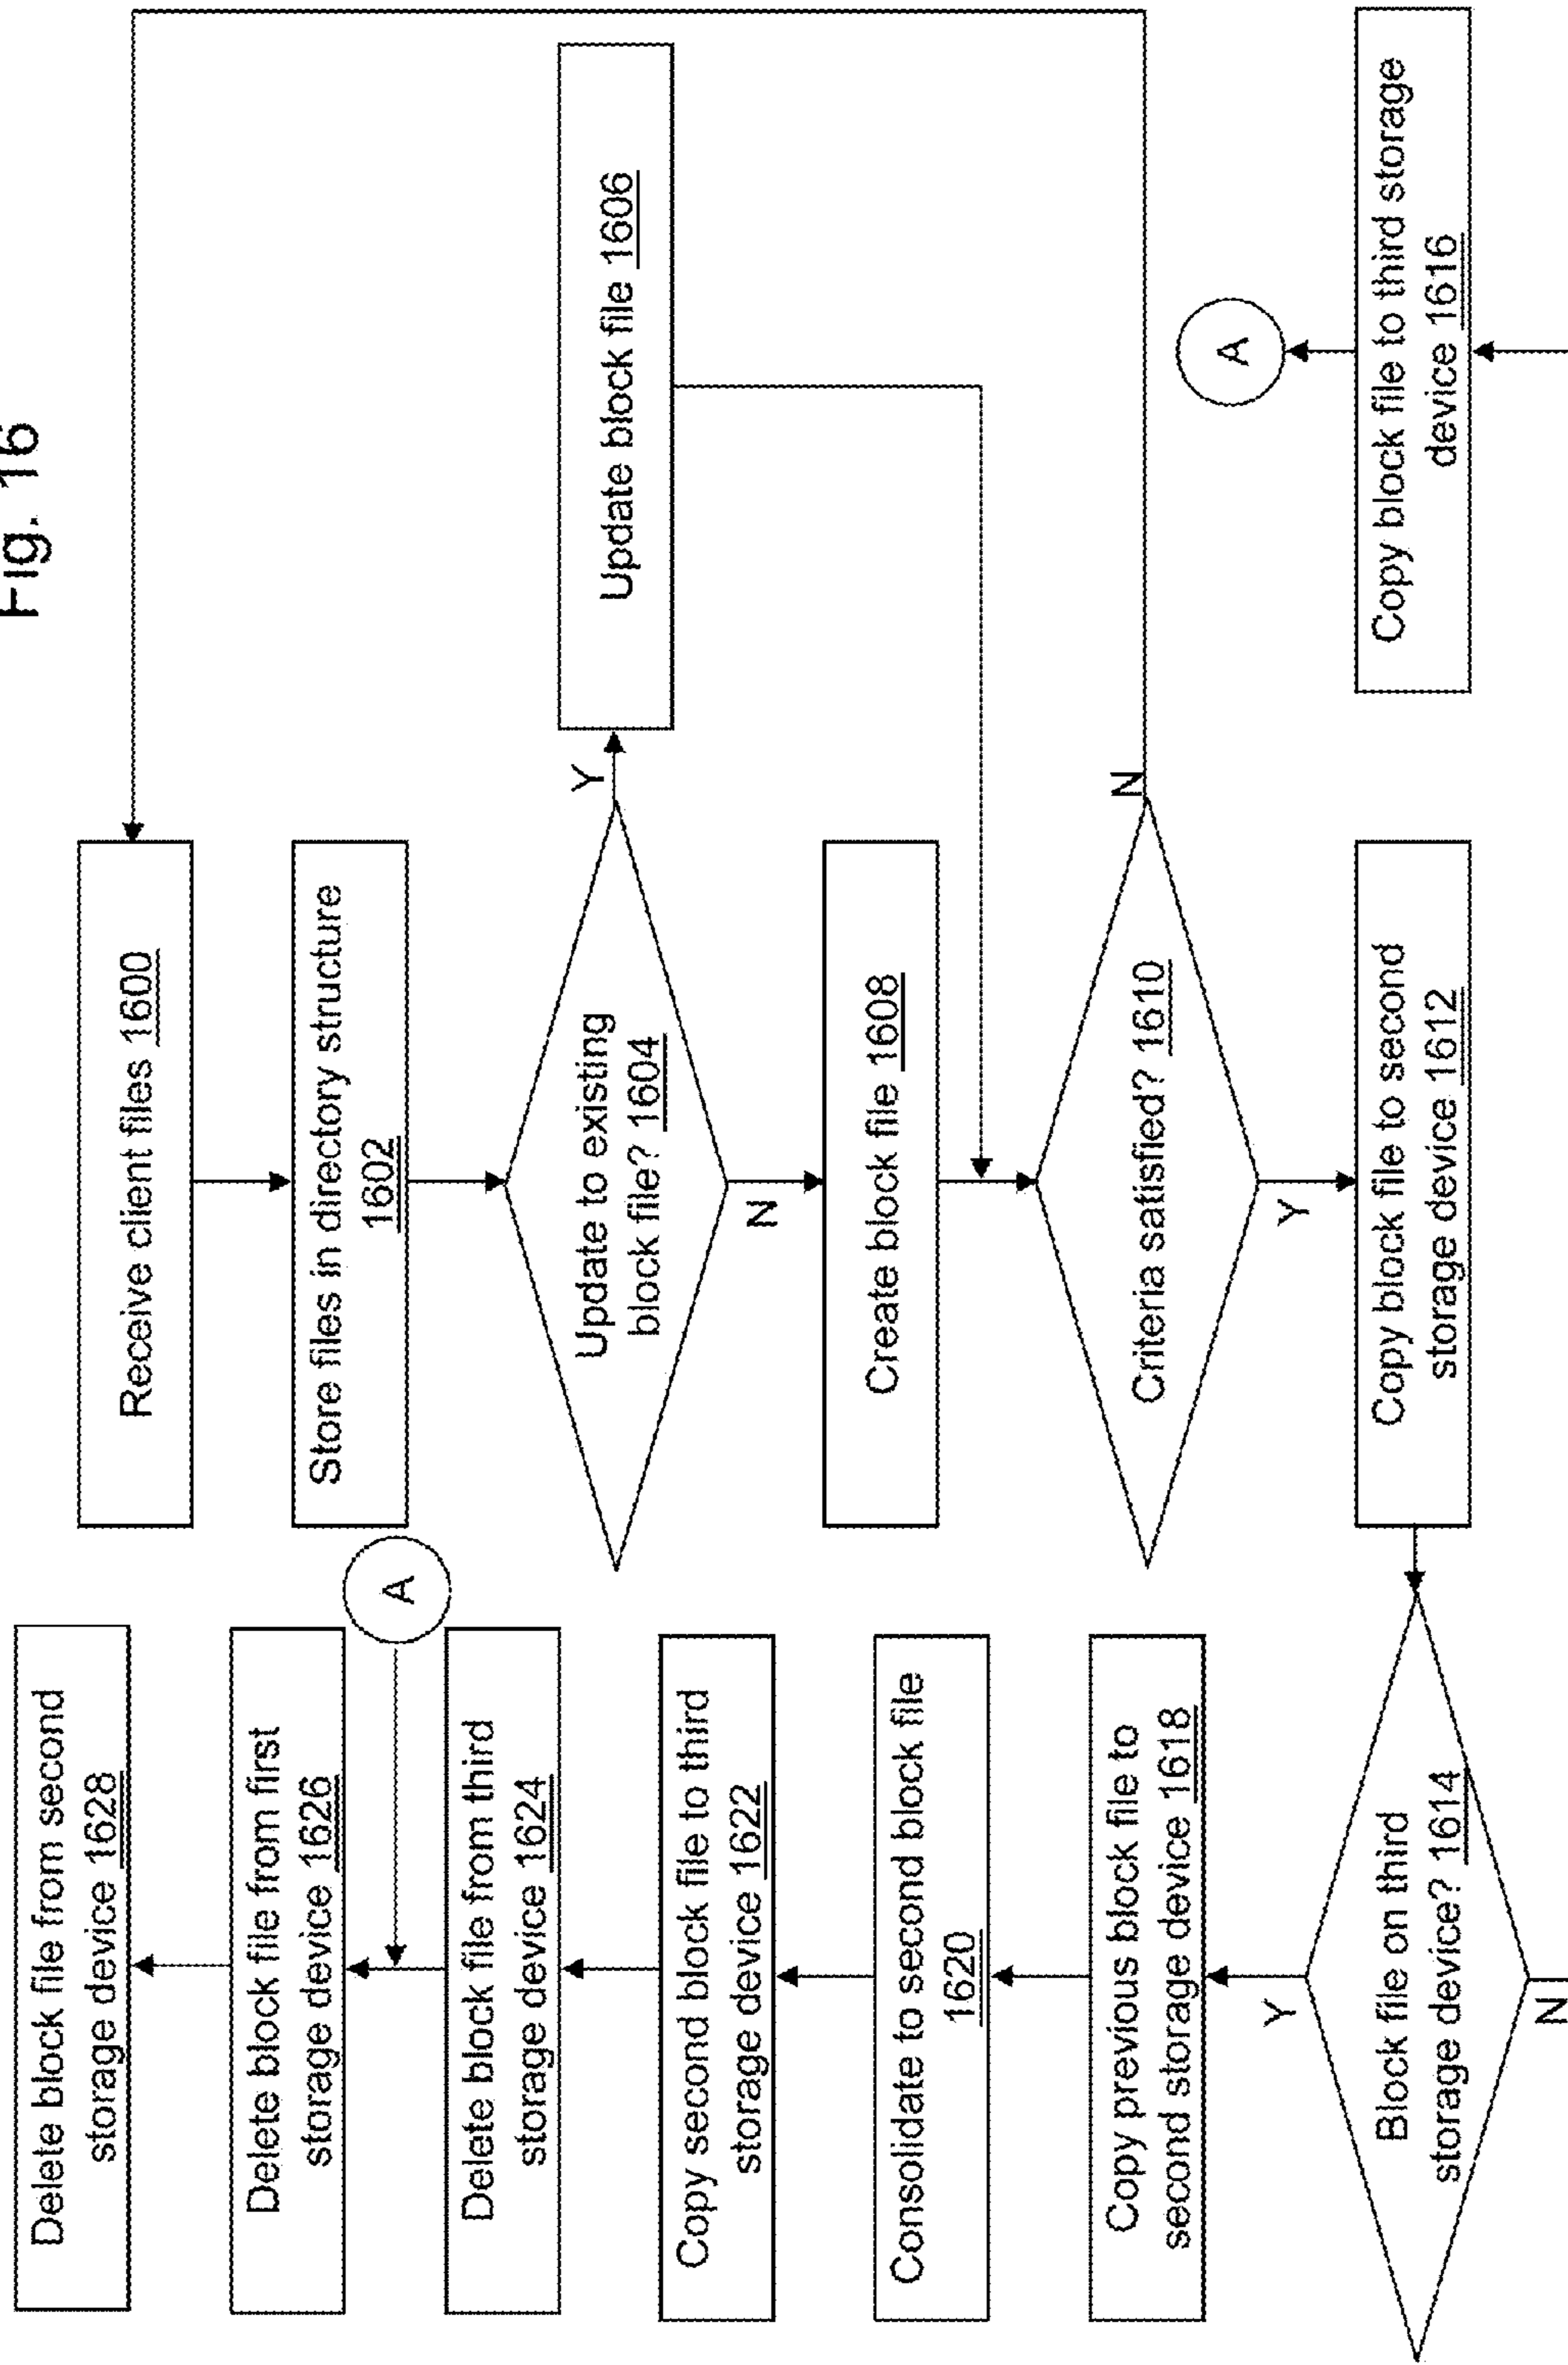 Fig. 16
Receive client files 1600
Store files in directory structure
1602
Update to existing
block file? 1604
Y
N
Update block file 1606
Create block file 1608
Criteria satisfied? 1610
N
Y
Copy block file to second
storage device 1612
Block file on third
storage device? 1614
Y
N
Copy block file to third storage
device 1616
A
Copy previous block file to
second storage device 1618
Consolidate to second block file
1620
Copy second block file to third
storage device 1622
Delete block file from third
storage device 1624
A
Delete block file from first
storage device 1626
Delete block file from second
storage device 1628